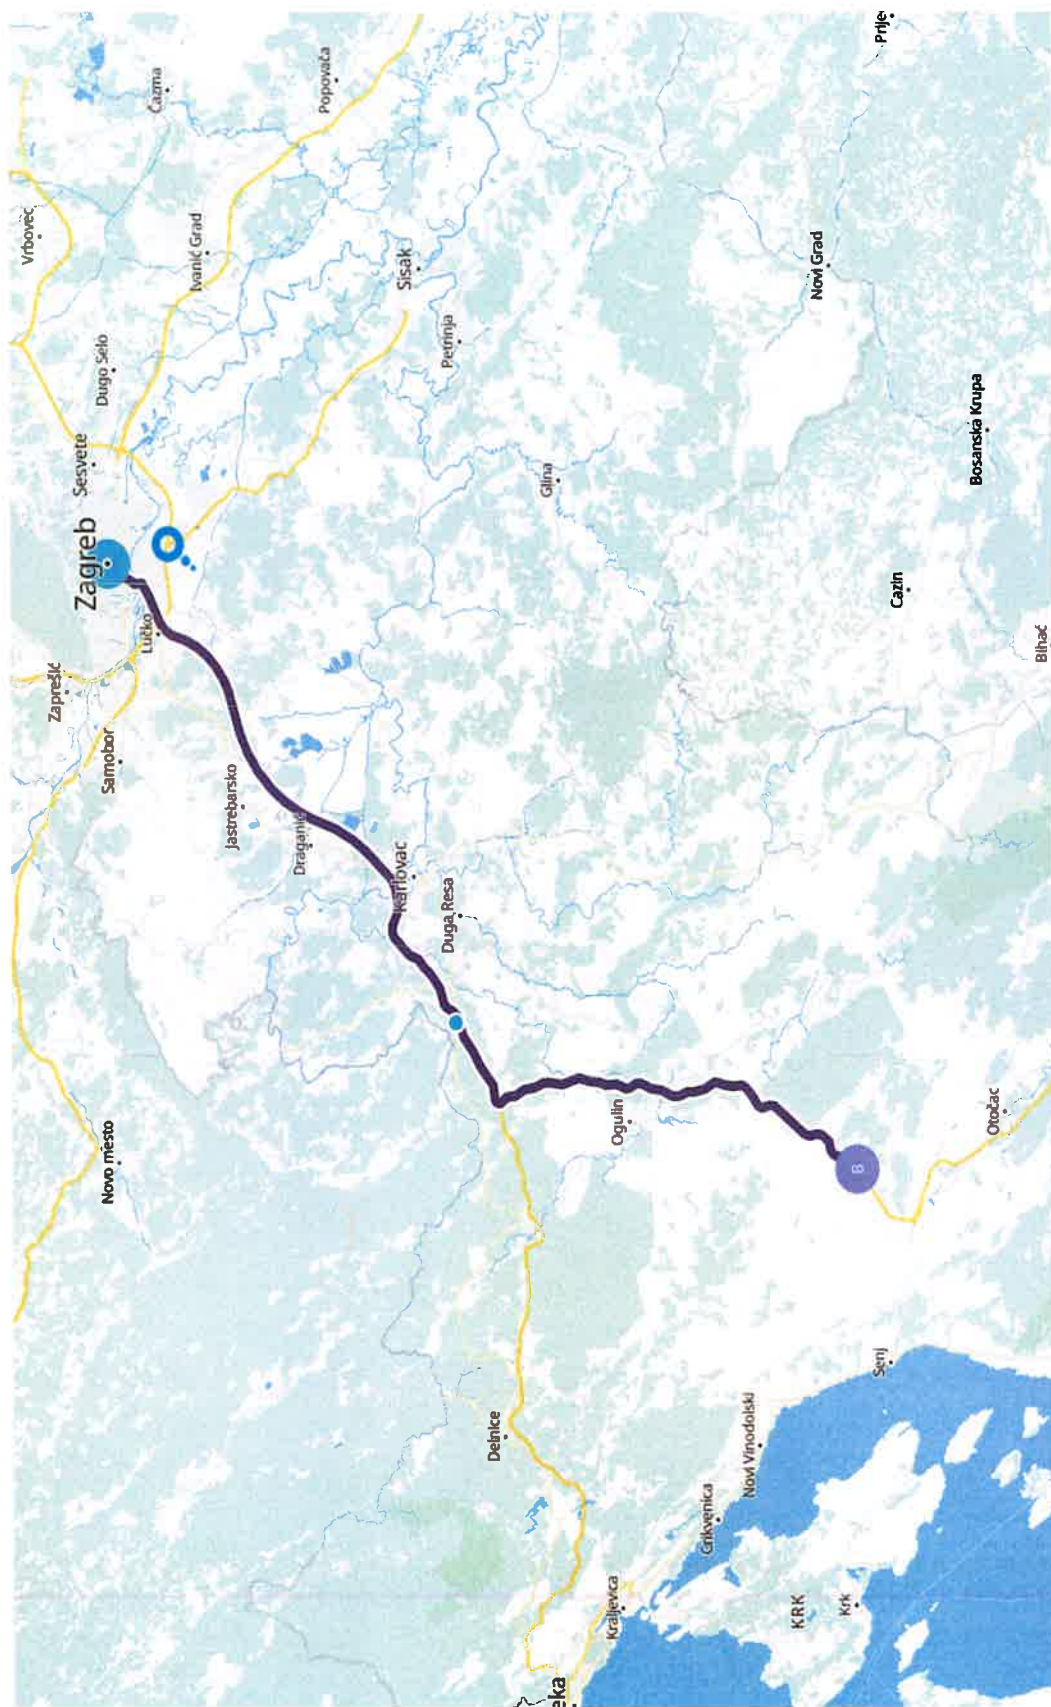 Vrbovec
Zaprešić
Sesvete
Zagreb
Dugo Selo
Novo mesto
Samobor
Lučko
Čazma
Ivanić Grad
Jastrebarsko
Draganić
Popovača
Karlovac
Sisak
Duga Resa
Petrinja
Delnice
Glina
eka
Kraljevica
Ogulin
Crikvenica
Novi Vinodolski
KRK
Novi Grad
Krk
B
Senj
Prije
Cazin
Bosanska Krupa
Otočac
Bihać